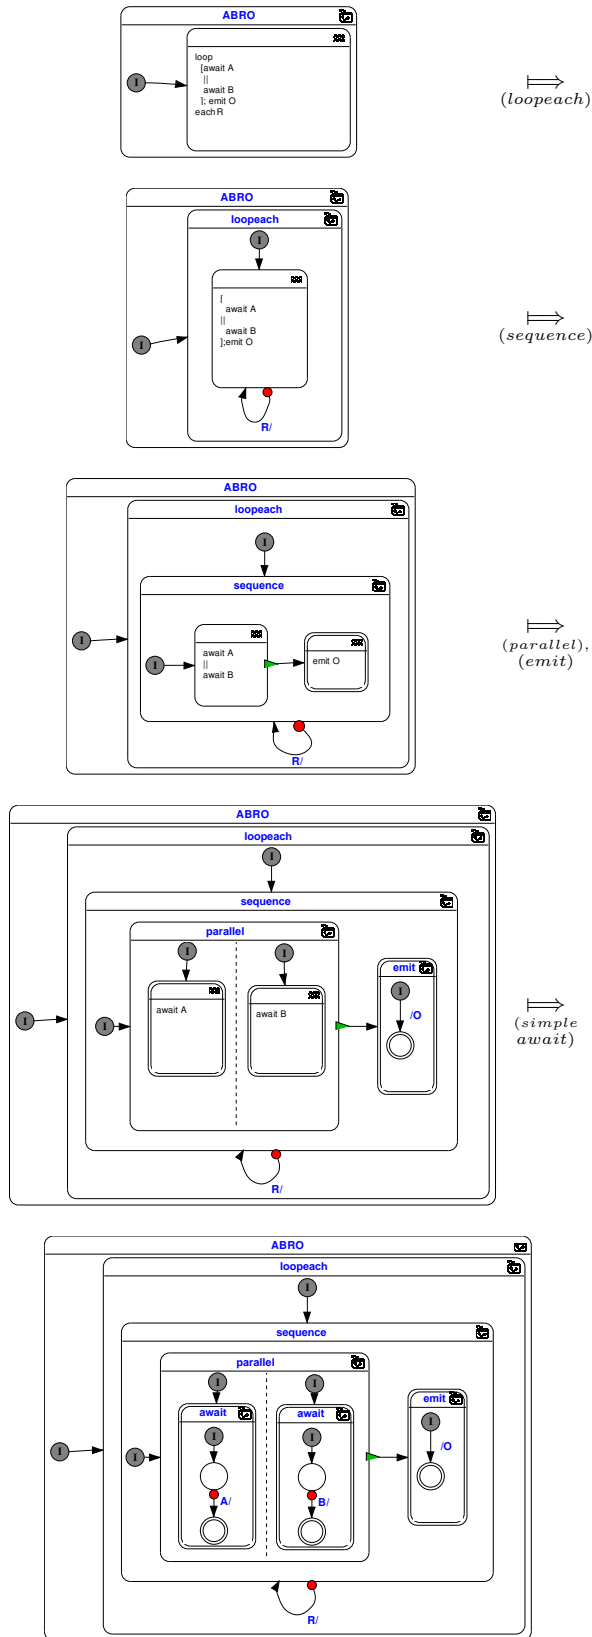 ABRO
loop
[await A
||
await B
]; emit O
each R
I
⟾
(loopeach)
ABRO
loopeach
I
[
await A
||
await B
];emit O
I
R/
⟾
(sequence)
ABRO
loopeach
I
sequence
await A
||
await B
emit O
I
I
R/
⟾
(parallel),
(emit)
ABRO
loopeach
I
sequence
parallel
I
I
emit
I
await A
await B
/O
I
I
R/
⟾
(simple
await)
ABRO
loopeach
I
sequence
parallel
I
I
emit
await
await
I
I
I
/O
I
I
A/
B/
R/